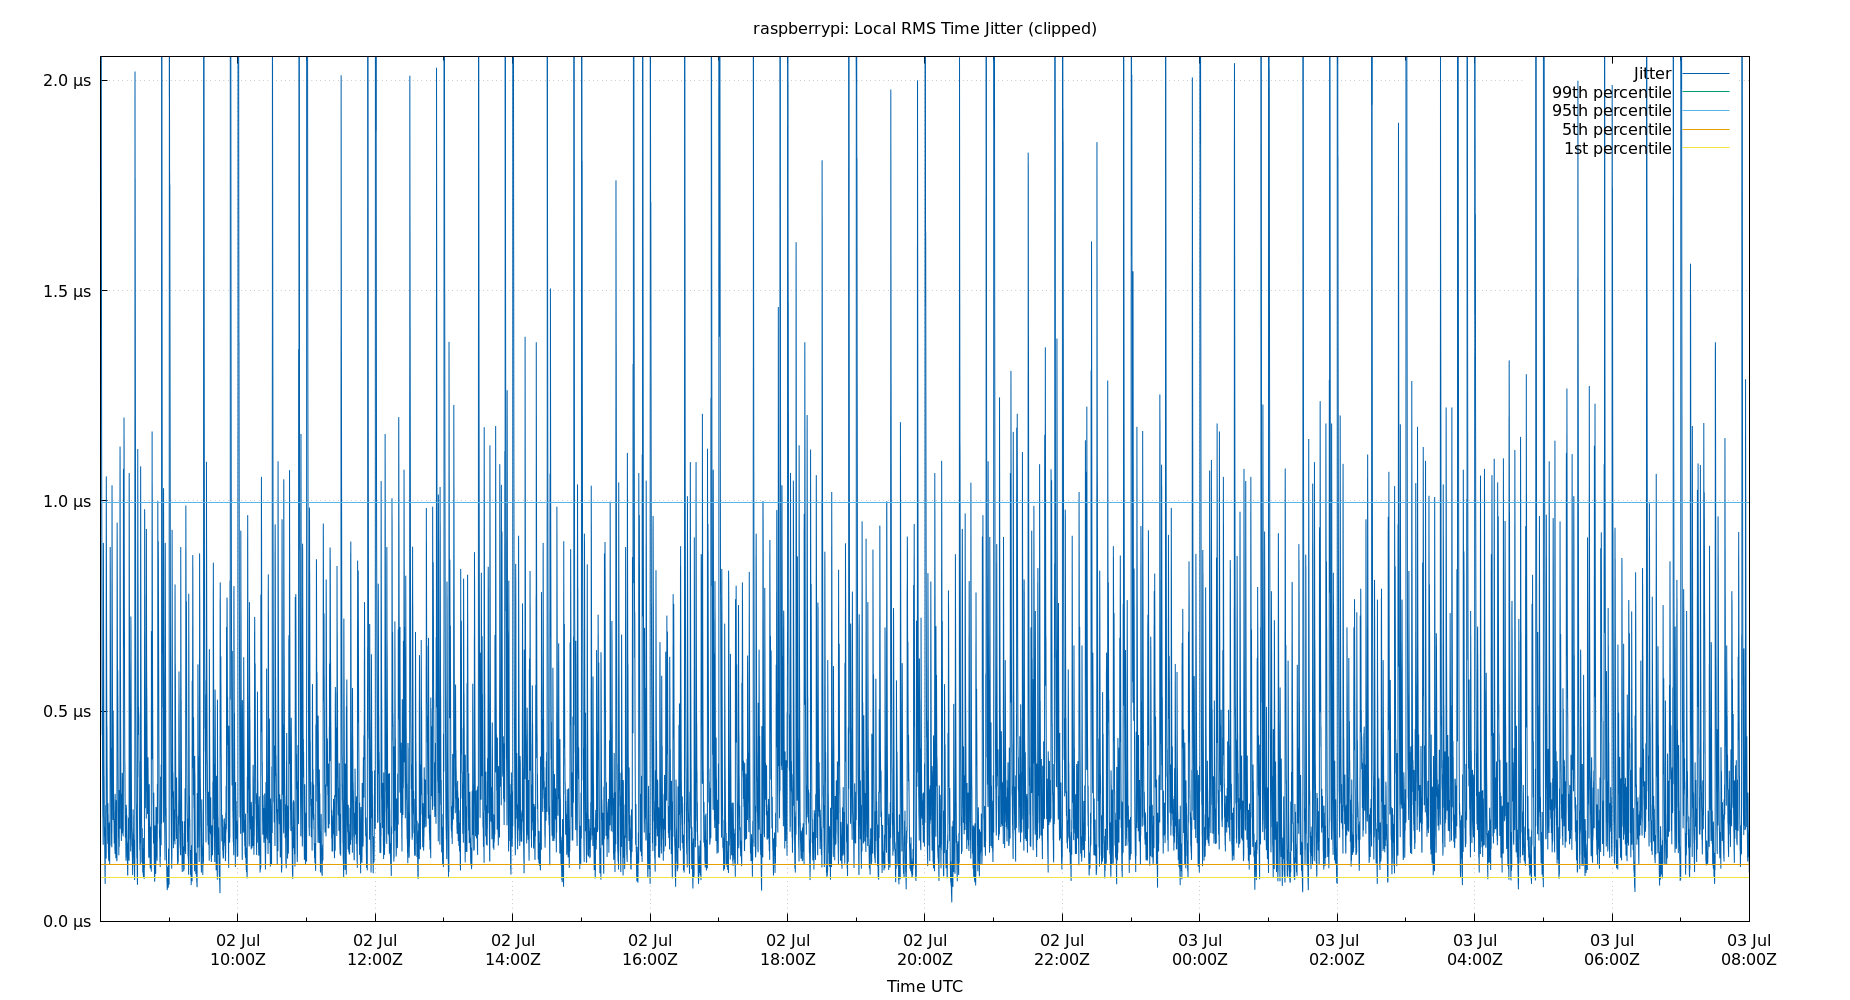 raspberrypi: Local RMS Time Jitter (clipped)
2.0 µs
1.5 µs
1.0 µs
0.5 µs
0.0 µs
Jitter
99th percentile
95th percentile
5th percentile
1st percentile
02 Jul
10:00Z
02 Jul
12:00Z
02 Jul
14:00Z
02 Jul
16:00Z
02 Jul
18:00Z
02 Jul
20:00Z
02 Jul
22:00Z
03 Jul
00:00Z
03 Jul
02:00Z
03 Jul
04:00Z
03 Jul
06:00Z
03 Jul
08:00Z
Time UTC